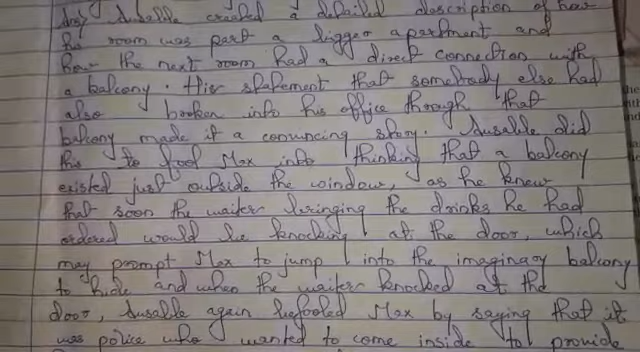 Ausable created a detailed description of how
his room was part a bigger apartment and
how the next room had a direct connection with
a balcony. His statement that somebody else had
also broken into his office through that
balcony made it a convincing story. Ausable did
this to fool Max into thinking that a balcony
existed just outside the window, as he knew
that soon the waiter bringing the drinks he had
ordered would be knocking at the door, which
may prompt Max to jump into the imaginary balcony
to hide and when the waiter knocked at the
door, Ausable again befooled Max by saying that it
was police who wanted to come inside to provide